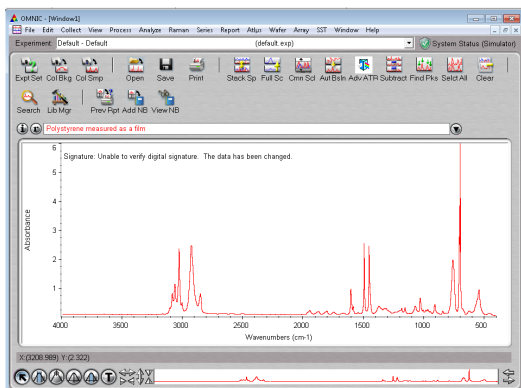 OMNIC - [Window1]
File Edit Collect View Process Analyze Raman Series Report Atlµs Wafer Array SST Window Help
Experiment: Default - Default (default.exp) System Status (Simulator)
Expt Set Col Bkg Col Smp Open Save Print Stack Sp Full Sc Cmn Scl Aut Bsln Adv ATR Subtract Find Pks Selct All Clear
Search Lib Mgr Prev Rpt Add NB View NB
Polystyrene measured as a film
Signature: Unable to verify digital signature. The data has been changed.
6
5
4
3
2
1
Absorbance
4000 3500 3000 2500 2000 1500 1000 500
Wavenumbers (cm-1)
X:(3208.989) Y:(2.322)
T